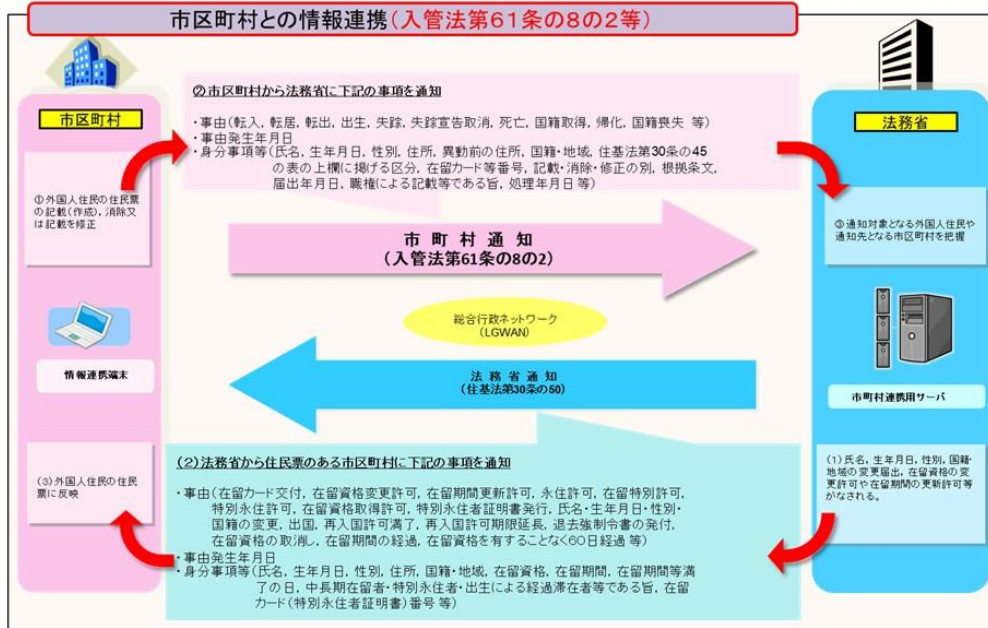 市区町村との情報連携(入管法第61条の8の2等)
市区町村
①外国人住民の住民票
の記載(作成),消除又
は記載を修正
情報連携端末
(3)外国人住民の住民
票に反映
②市区町村から法務省に下記の事項を通知
・事由(転入,転居,転出,出生,失踪,失踪宣告取消,死亡,国籍取得,帰化,国籍喪失 等)
・事由発生年月日
・身分事項等(氏名,生年月日,性別,住所,異動前の住所,国籍・地域,住基法第30条の45
の表の上欄に掲げる区分,在留カード等番号,記載・消除・修正の別,根拠条文,
届出年月日,職権による記載等である旨,処理年月日 等)
市 町 村 通 知
(入管法第61条の8の2)
総合行政ネットワーク
(LGWAN)
法 務 省 通 知
(住基法第30条の50)
(2)法務省から住民票のある市区町村に下記の事項を通知
・事由(在留カード交付,在留資格変更許可,在留期間更新許可,永住許可,在留特別許可,
特別永住許可,在留資格取得許可,特別永住者証明書発行,氏名・生年月日・性別・
国籍の変更,出国,再入国許可満了,再入国許可期限延長,退去強制令書の発付,
在留資格の取消し,在留期間の経過,在留資格を有することなく60日経過 等)
・事由発生年月日
・身分事項等(氏名,生年月日,性別,住所,国籍・地域,在留資格,在留期間,在留期間等満
了の日,中長期在留者・特別永住者・出生による経過滞在者等である旨,在留
カード(特別永住者証明書)番号 等)
法務省
③通知対象となる外国人住民や
通知先となる市区町村を把握
市町村連携用サーバ
(1)氏名,生年月日,性別,国籍・
地域の変更届出,在留資格の変
更許可や在留期間の更新許可等
がなされる。